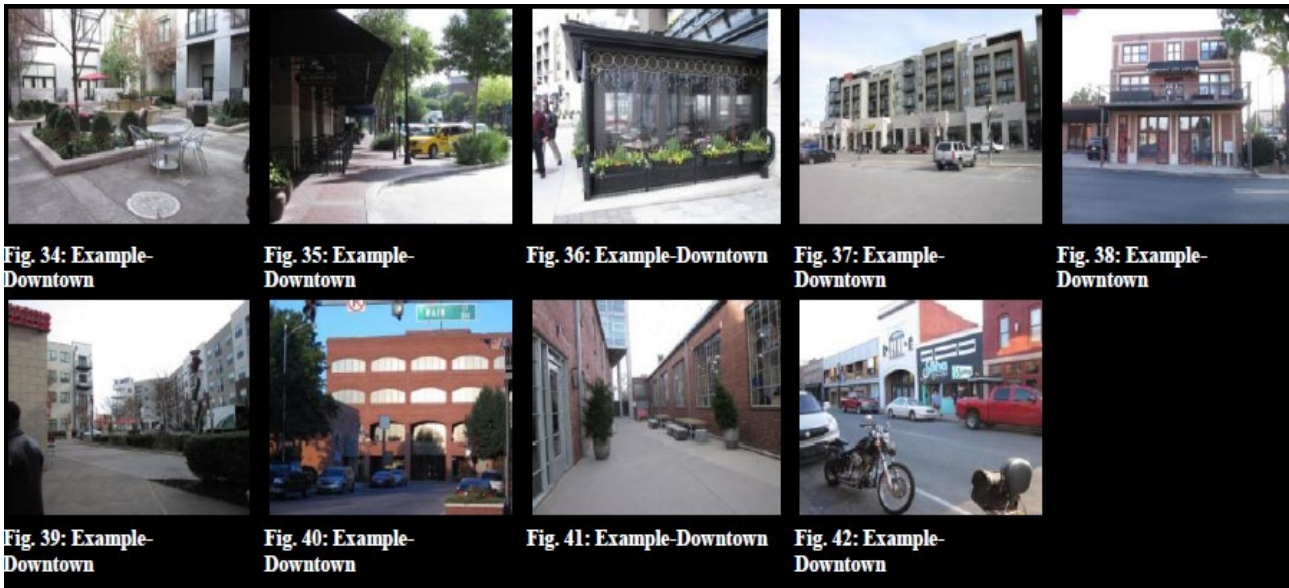 Fig. 34: Example-
Downtown
Fig. 35: Example-
Downtown
Fig. 36: Example-Downtown
Fig. 37: Example-
Downtown
Fig. 38: Example-
Downtown
MAIN
Fig. 39: Example-
Downtown
Fig. 40: Example-
Downtown
Fig. 41: Example-Downtown
Fig. 42: Example-
Downtown